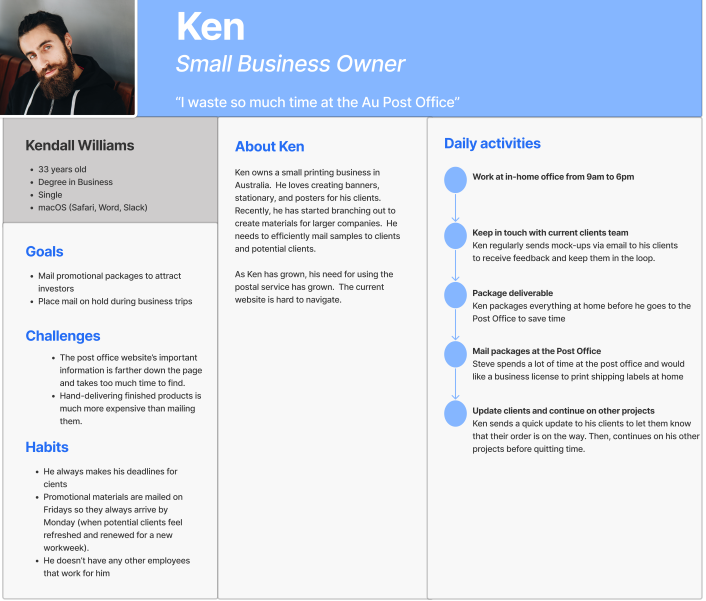 Ken
Small Business Owner
“I waste so much time at the Au Post Office”
Kendall Williams
• 33 years old
• Degree in Business
• Single
• macOS (Safari, Word, Slack)
Goals
• Mail promotional packages to attract
investors
• Place mail on hold during business trips
Challenges
• The post office website’s important
information is farther down the page
and takes too much time to find.
• Hand-delivering finished products is
much more expensive than mailing
them.
Habits
• He always makes his deadlines for
cients
• Promotional materials are mailed on
Fridays so they always arrive by
Monday (when potential clients feel
refreshed and renewed for a new
workweek).
• He doesn’t have any other employees
that work for him
About Ken
Ken owns a small printing business in
Australia.  He loves creating banners,
stationary, and posters for his clients.
Recently, he has started branching out to
create materials for larger companies.  He
needs to efficiently mail samples to clients
and potential clients.
As Ken has grown, his need for using the
postal service has grown.  The current
website is hard to navigate.
Daily activities
Work at in-home office from 9am to 6pm
Keep in touch with current clients team
Ken regularly sends mock-ups via email to his clients
to receive feedback and keep them in the loop.
Package deliverable
Ken packages everything at home before he goes to the
Post Office to save time
Mail packages at the Post Office
Steve spends a lot of time at the post office and would
like a business license to print shipping labels at home
Update clients and continue on other projects
Ken sends a quick update to his clients to let them know
that their order is on the way. Then, continues on his other
projects before quitting time.